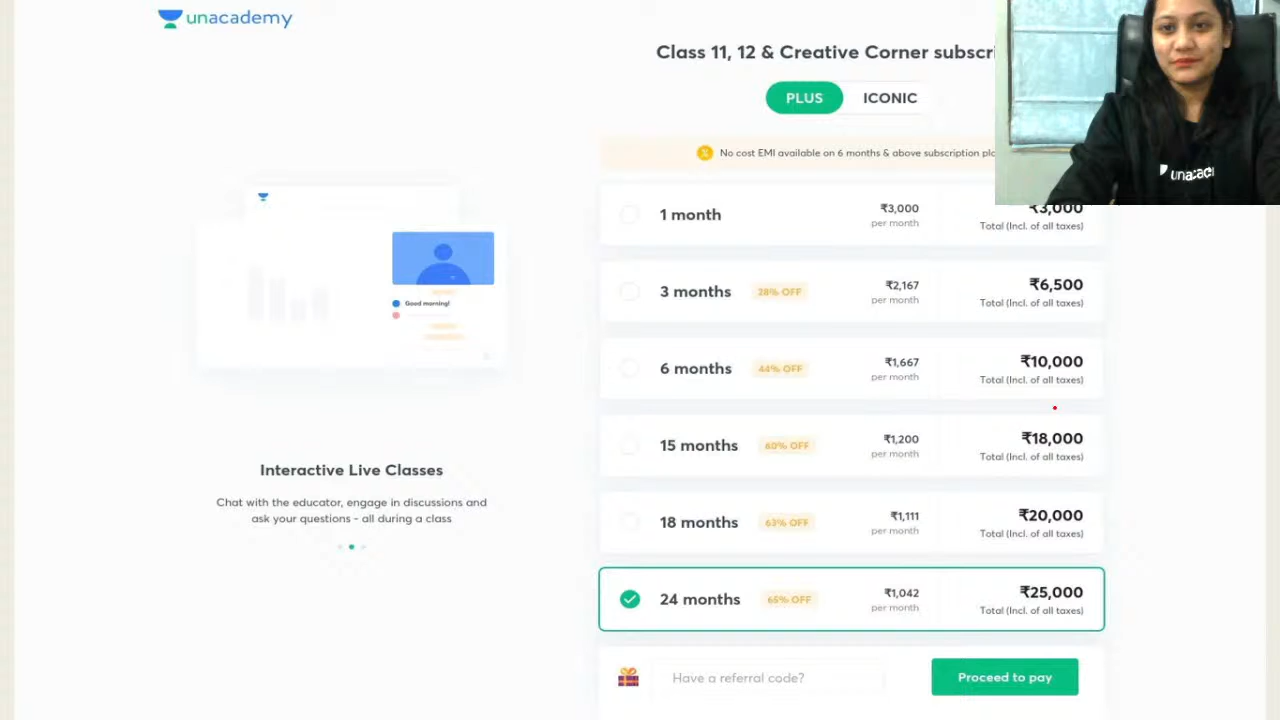 unacademy
Class 11, 12 & Creative Corner subscri
PLUS
ICONIC
No cost EMI available on 6 months & above subscription pla
unacad
1 month
₹3,000
per month
₹3,000
Total (Incl. of all taxes)
3 months
28% OFF
₹2,167
per month
₹6,500
Total (Incl. of all taxes)
6 months
44% OFF
₹1,667
per month
₹10,000
Total (Incl. of all taxes)
15 months
60% OFF
₹1,200
per month
₹18,000
Total (Incl. of all taxes)
18 months
63% OFF
₹1,111
per month
₹20,000
Total (Incl. of all taxes)
24 months
65% OFF
₹1,042
per month
₹25,000
Total (Incl. of all taxes)
Good morning!
Interactive Live Classes
Chat with the educator, engage in discussions and
ask your questions - all during a class
Have a referral code?
Proceed to pay